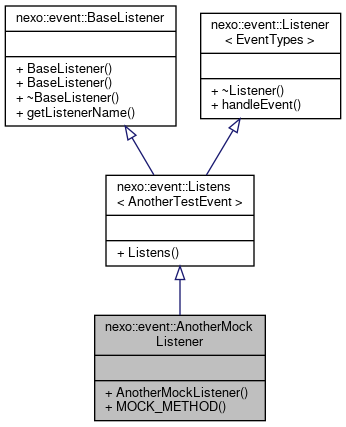 nexo::event::BaseListener
+ BaseListener()
+ BaseListener()
+ ~BaseListener()
+ getListenerName()
nexo::event::Listener
< EventTypes >
+ ~Listener()
+ handleEvent()
nexo::event::Listens
< AnotherTestEvent >
+ Listens()
nexo::event::AnotherMock
Listener
+ AnotherMockListener()
+ MOCK_METHOD()